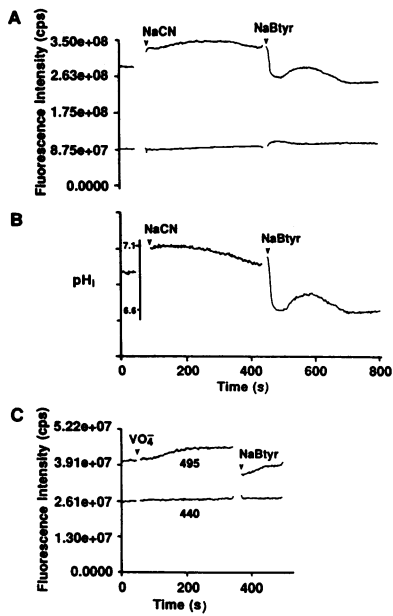 A
Fluorescence Intensity (cps)
3.50e+08
2.63e+08
1.75e+08
8.75e+07
0.0000
NaCN
NaBtyr
B
pHI
7.1
6.6
NaCN
NaBtyr
0 200 400 600 800
Time (s)
C
Fluorescence Intensity (cps)
5.22e+07
3.91e+07
2.61e+07
1.30e+07
0.0000
VO4-
495
NaBtyr
440
0 200 400
Time (s)